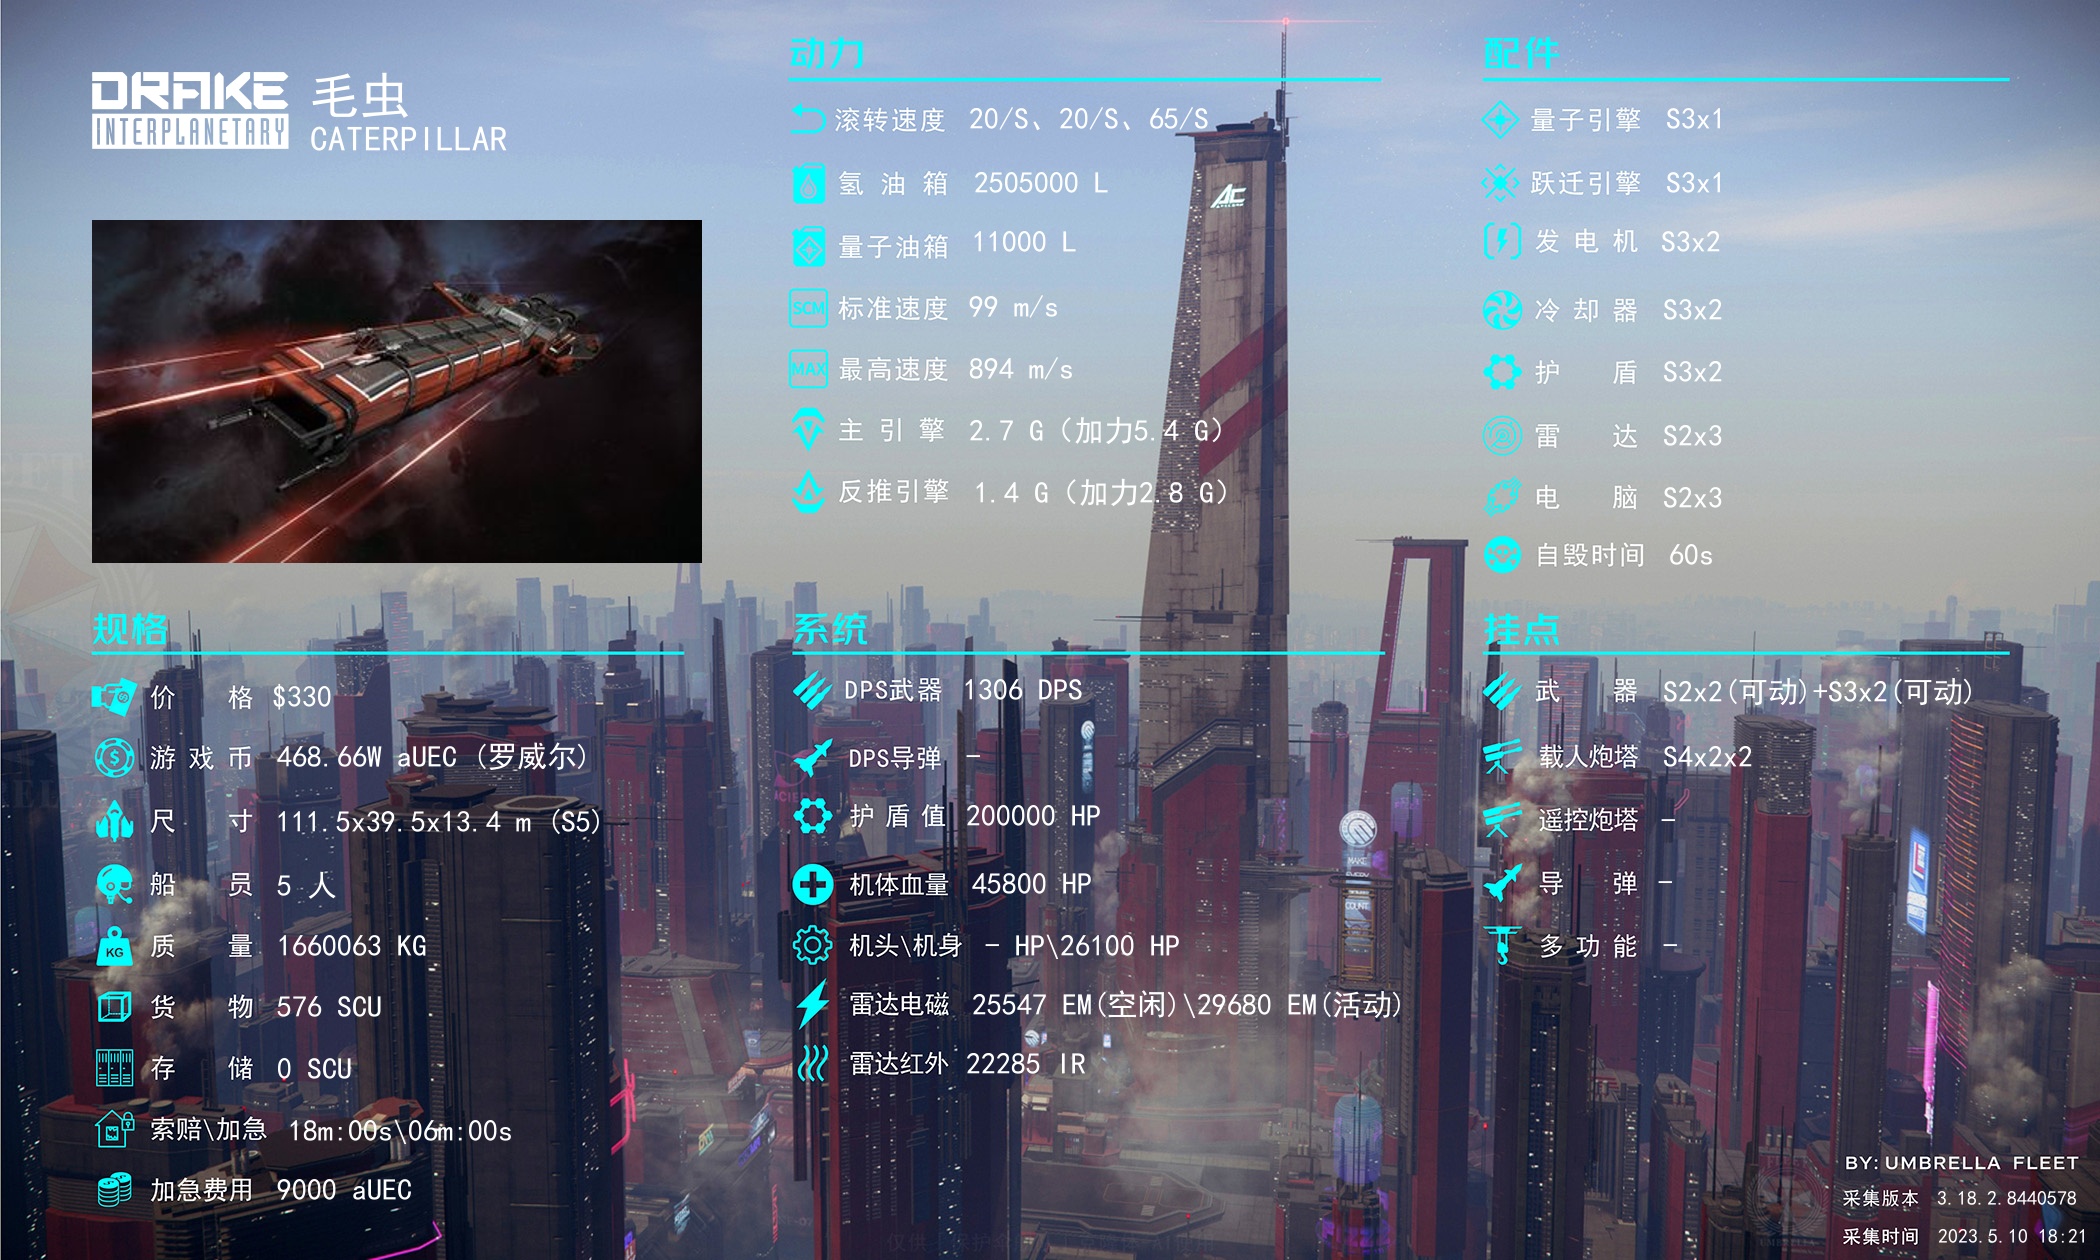 DRAKE
INTERPLANETARY
毛虫
CATERPILLAR
动力
滚转速度 20/S、20/S、65/S
氢油箱 2505000 L
量子油箱 11000 L
SCM 标准速度 99 m/s
MAX 最高速度 894 m/s
主引擎 2.7 G（加力5.4 G）
反推引擎 1.4 G（加力2.8 G）
配件
量子引擎 S3x1
跃迁引擎 S3x1
发电机 S3x2
冷却器 S3x2
护盾 S3x2
雷达 S2x3
电脑 S2x3
自毁时间 60s
规格
价格 $330
游戏币 468.66W aUEC (罗威尔)
尺寸 111.5x39.5x13.4 m (S5)
船员 5 人
KG 质量 1660063 KG
货物 576 SCU
存储 0 SCU
索赔\加急 18m:00s\06m:00s
加急费用 9000 aUEC
系统
DPS武器 1306 DPS
DPS导弹 -
护盾值 200000 HP
机体血量 45800 HP
机头\机身 - HP\26100 HP
雷达电磁 25547 EM(空闲)\29680 EM(活动)
雷达红外 22285 IR
挂点
武器 S2x2(可动)+S3x2(可动)
载人炮塔 S4x2x2
遥控炮塔 -
导弹 -
多功能 -
AC
MAKE
EVERY
COUNT
BY: UMBRELLA FLEET
采集版本 3.18.2.8440578
采集时间 2023.5.10 18:21